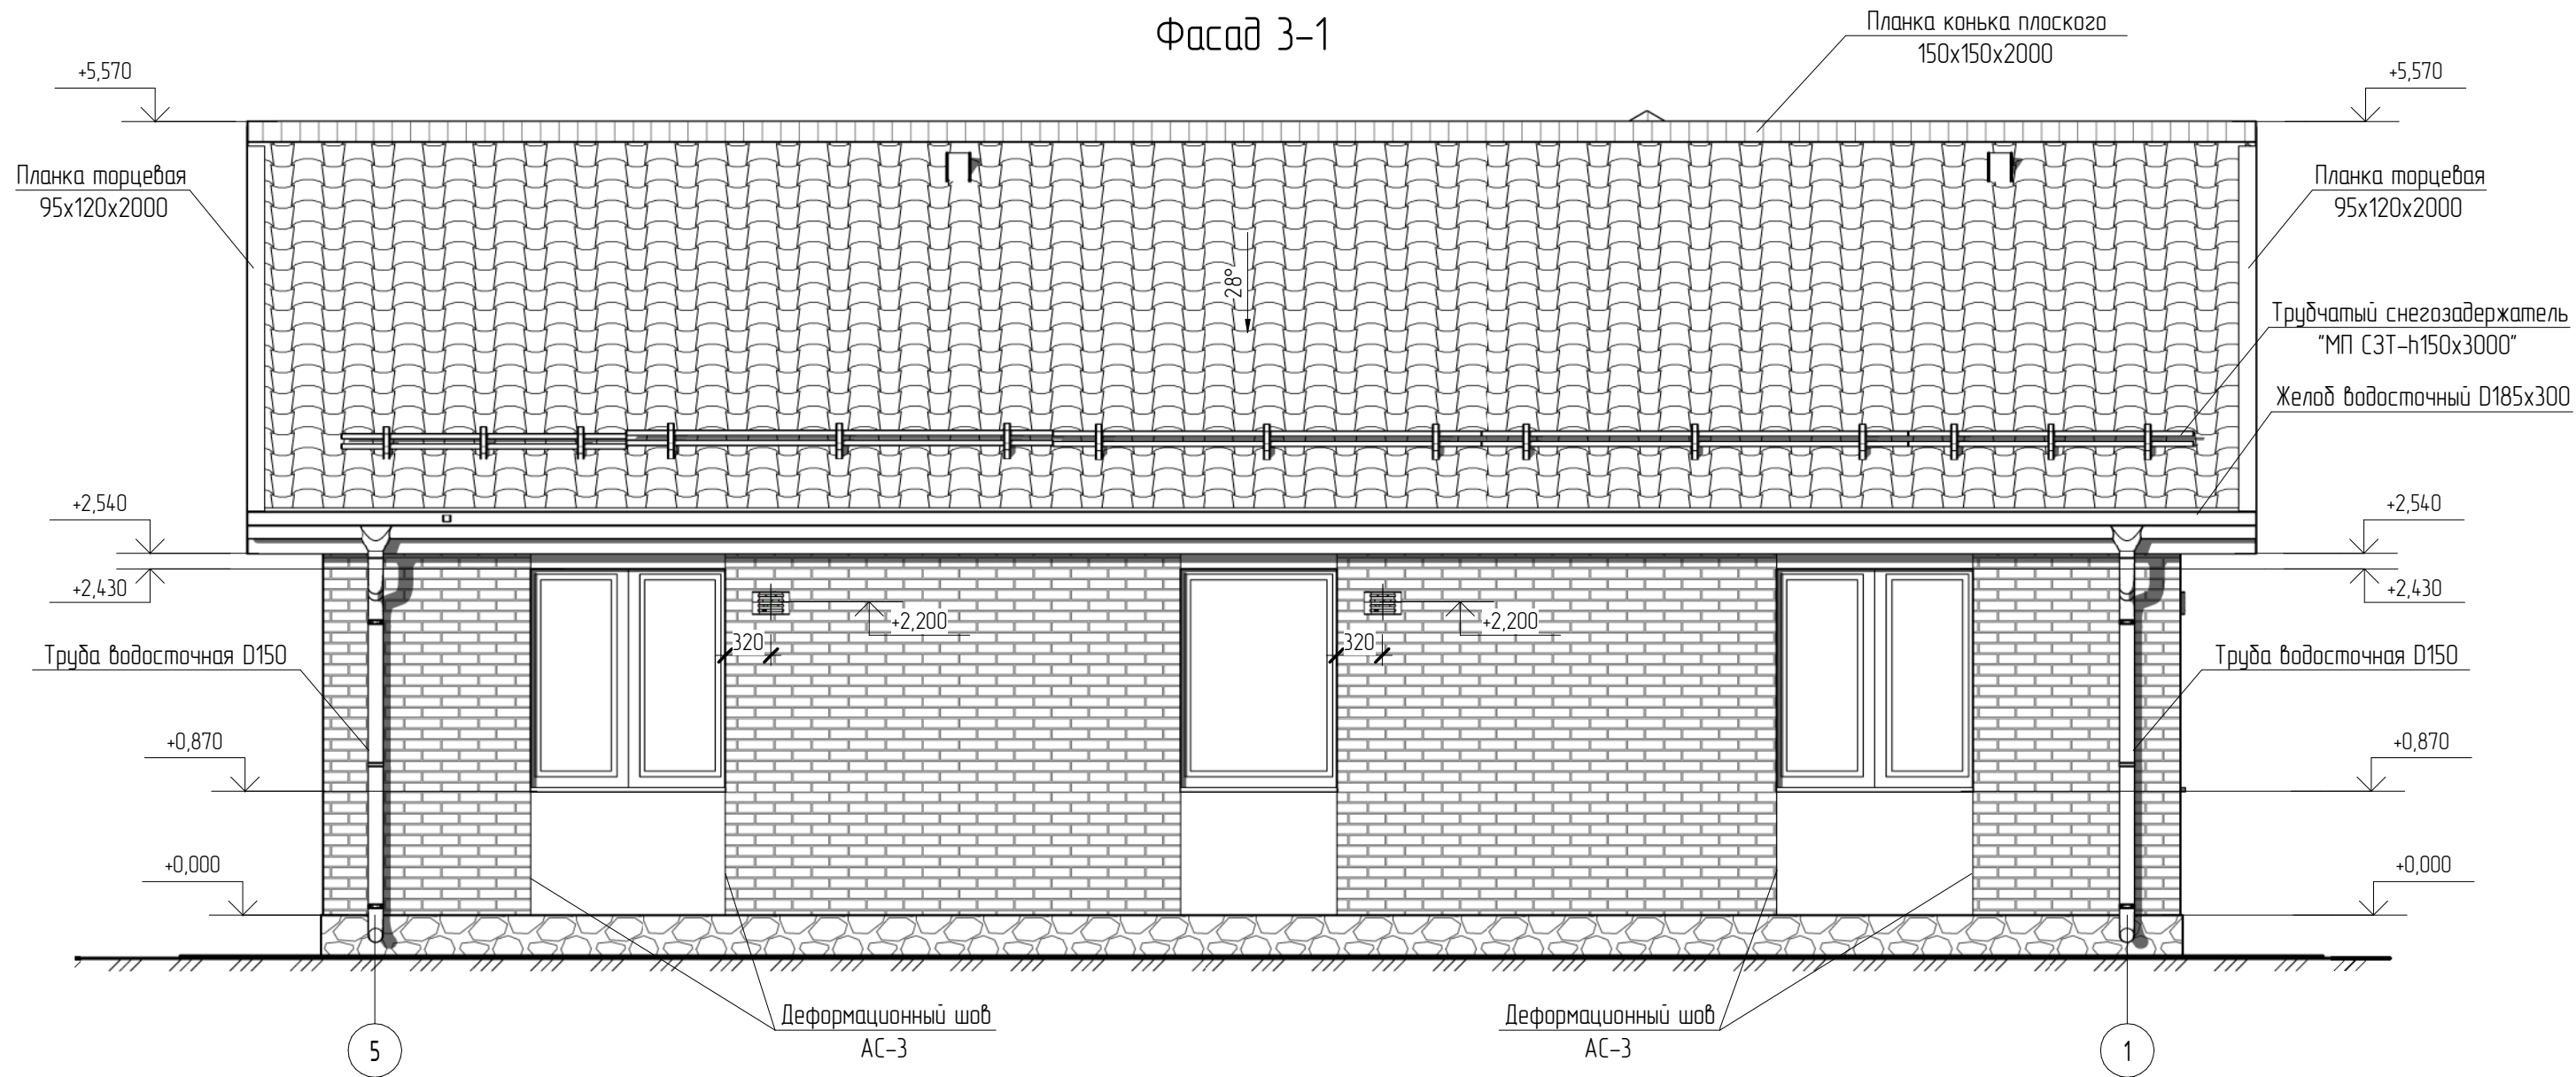 Фасад 3-1
Планка конька плоского
150х150х2000
+5,570
+5,570
Планка торцевая
95х120х2000
Планка торцевая
95х120х2000
28°
Трубчатый снегозадержатель
"МП СЗТ-h150х3000"
Желоб водосточный D185х300
+2,540
+2,540
+2,430
+2,430
+2,200
+2,200
320
320
Труба водосточная D150
Труба водосточная D150
+0,870
+0,870
+0,000
+0,000
Деформационный шов
АС-3
Деформационный шов
АС-3
5
1